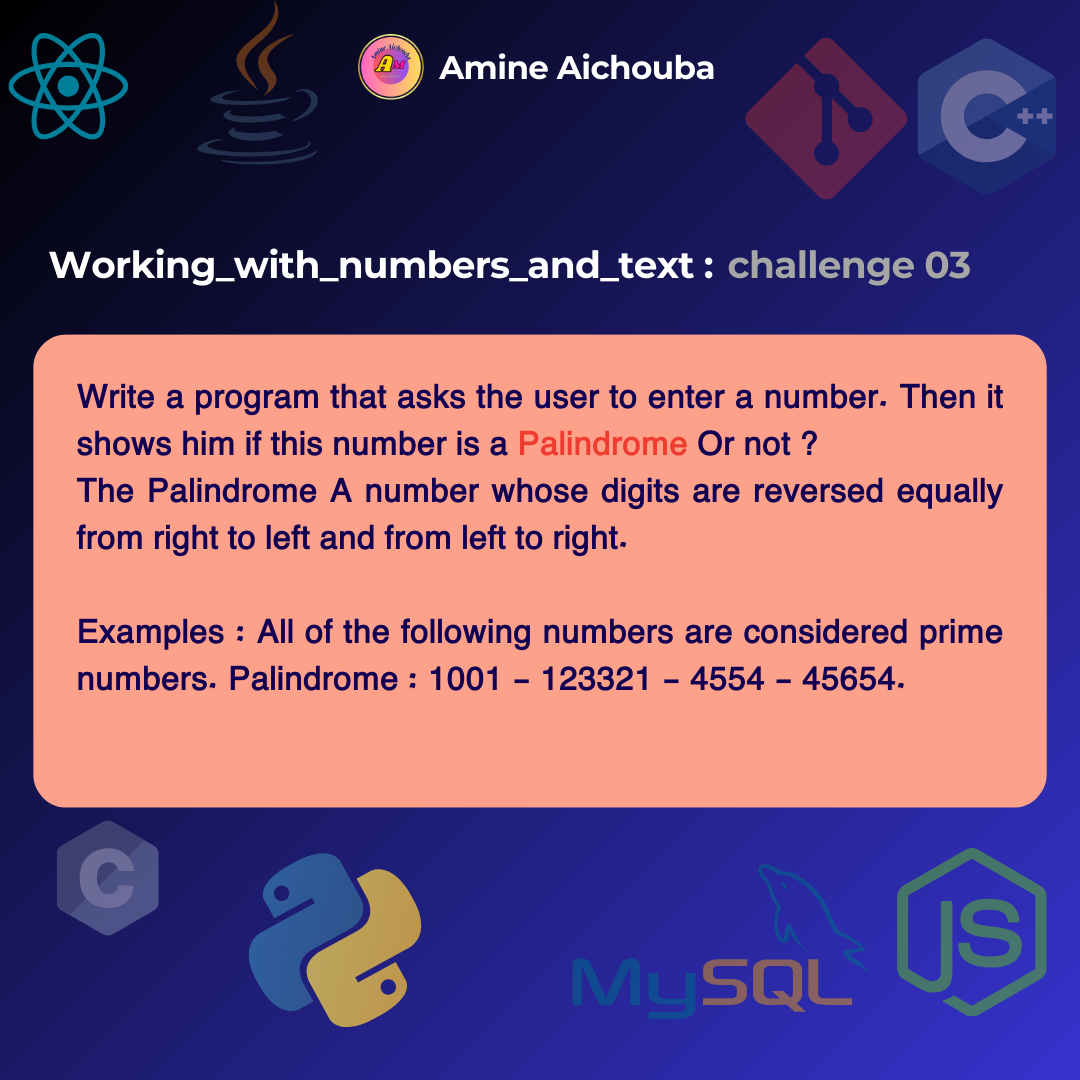 Amine Aichouba
AM
Amine Aichouba
C++
Working_with_numbers_and_text : challenge 03
Write a program that asks the user to enter a number. Then it
shows him if this number is a Palindrome Or not ?
The Palindrome A number whose digits are reversed equally
from right to left and from left to right.
Examples : All of the following numbers are considered prime
numbers. Palindrome : 1001 – 123321 – 4554 – 45654.
C
MySQL
JS